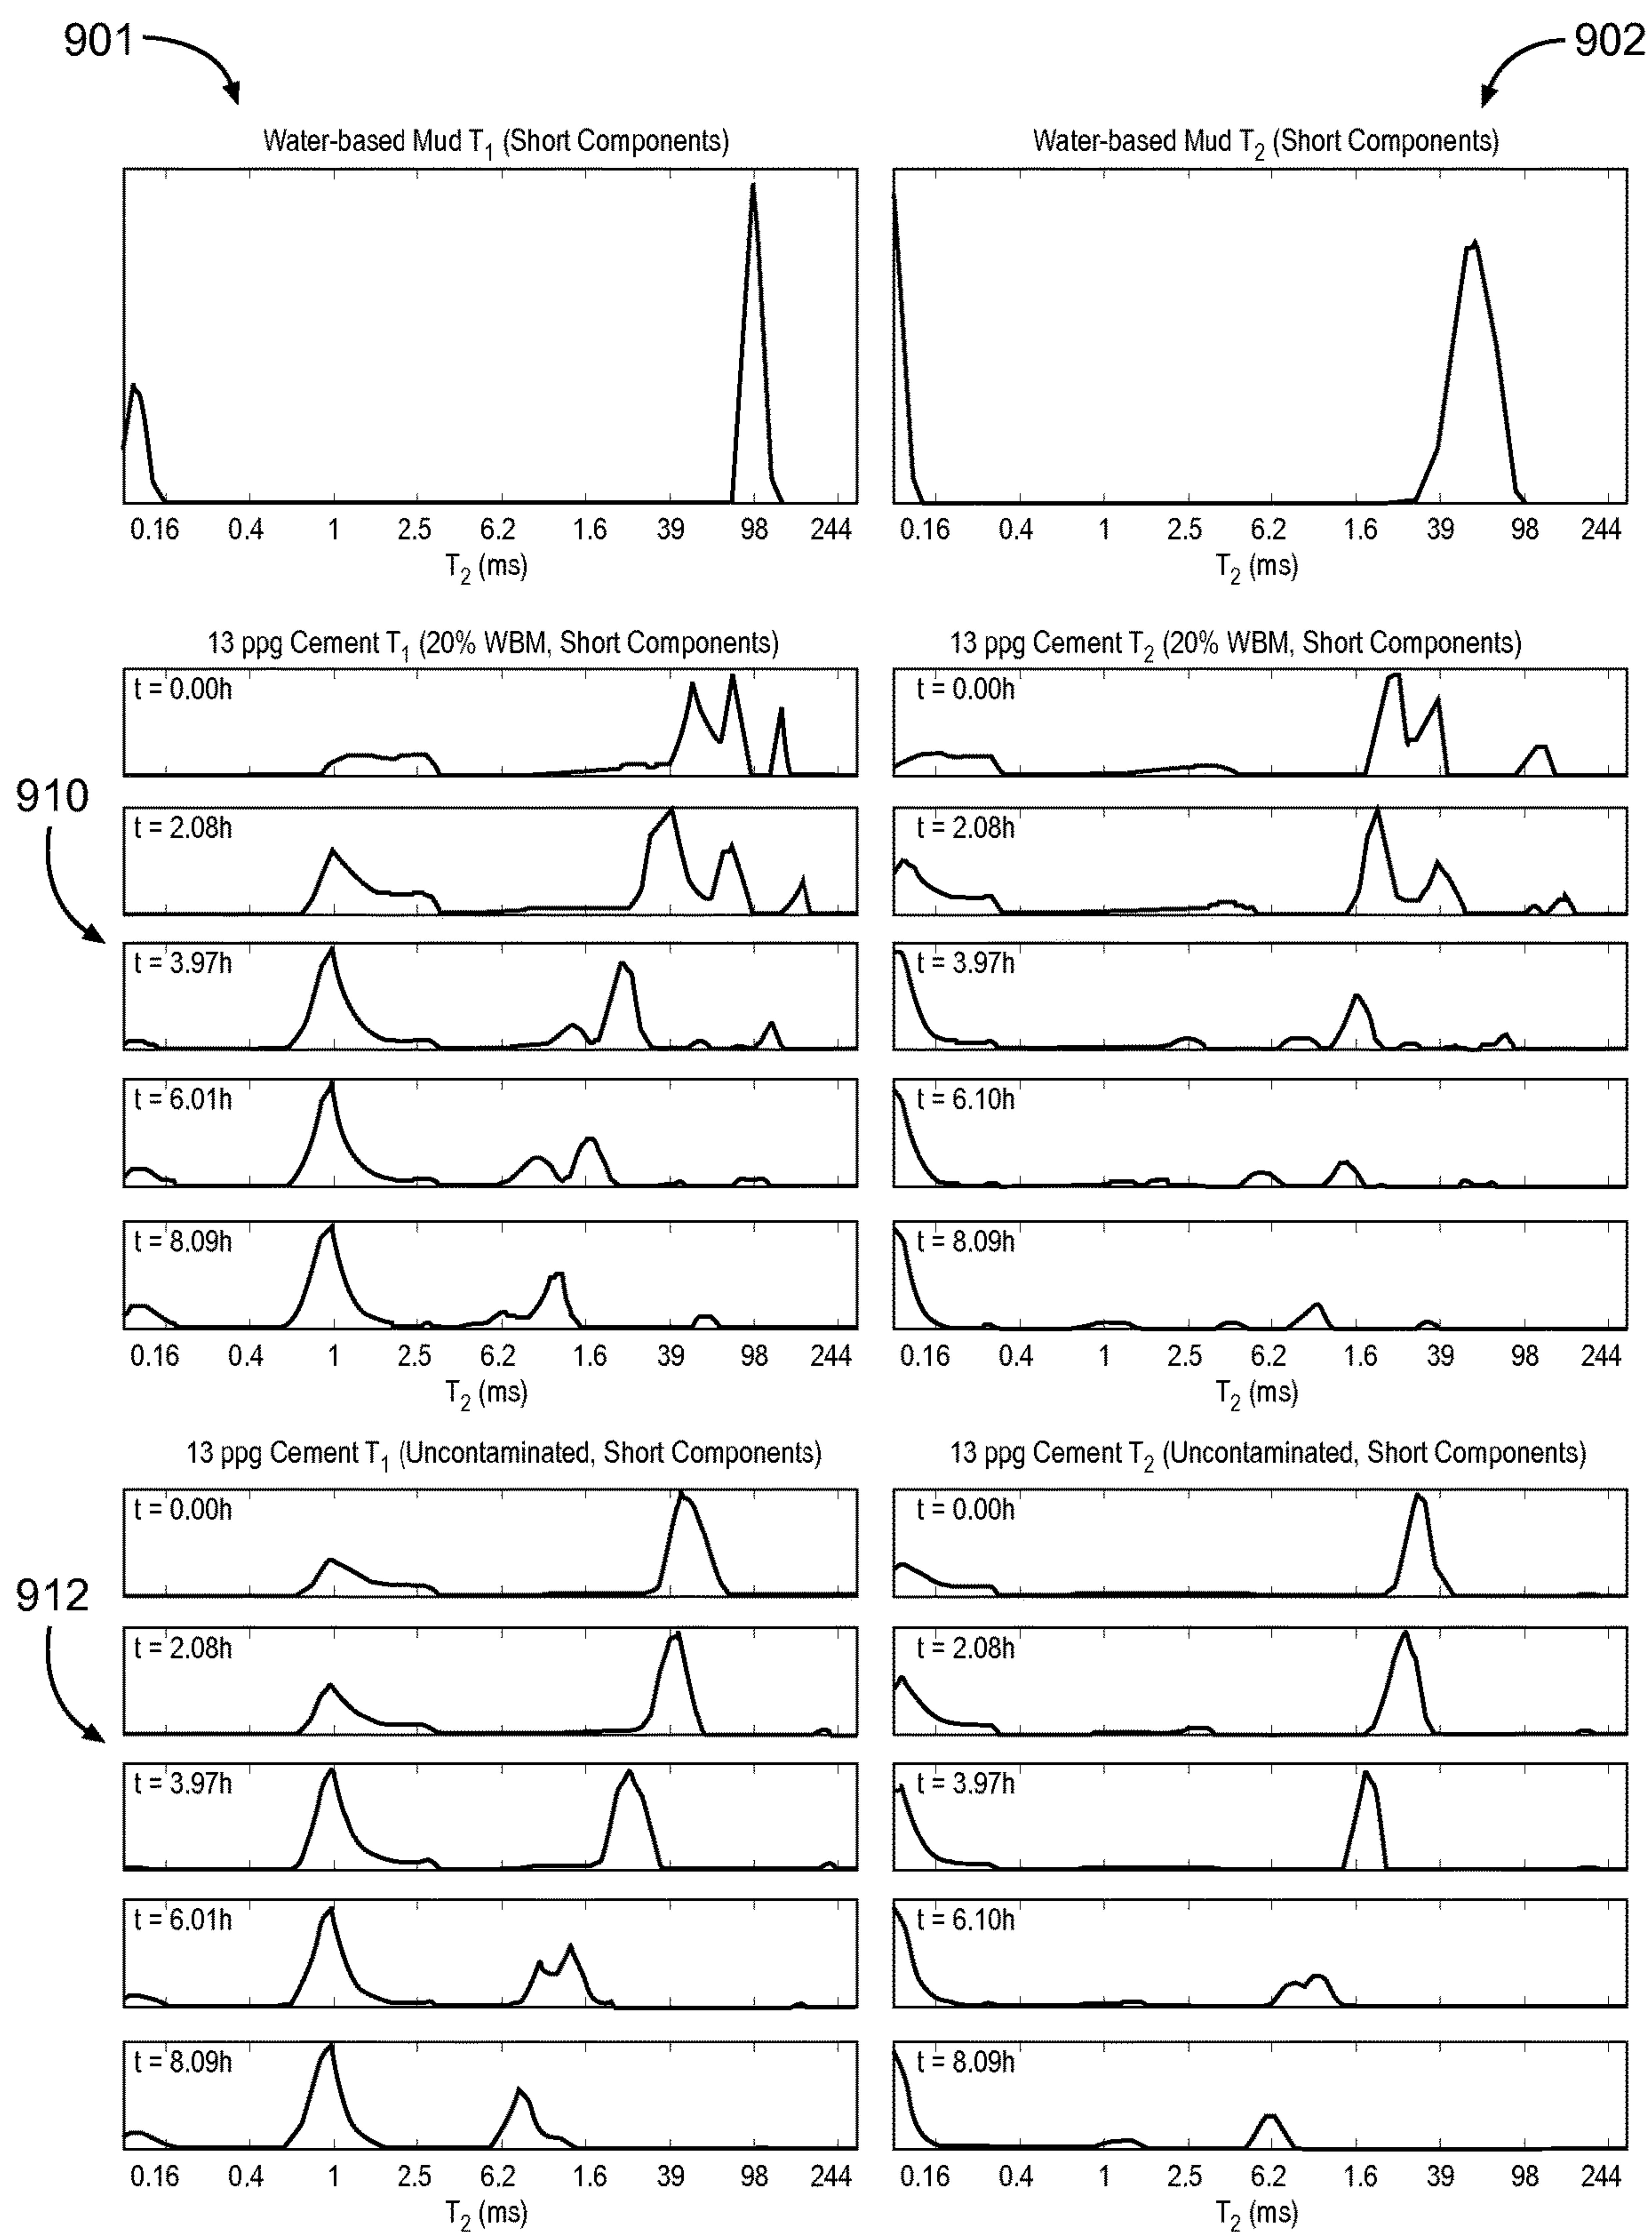 901
902
Water-based Mud T1 (Short Components)
Water-based Mud T2 (Short Components)
0.16 0.4 1 2.5 6.2 1.6 39 98 244
T2 (ms)
0.16 0.4 1 2.5 6.2 1.6 39 98 244
T2 (ms)
13 ppg Cement T1 (20% WBM, Short Components)
13 ppg Cement T2 (20% WBM, Short Components)
910
t = 0.00h
t = 2.08h
t = 3.97h
t = 6.01h
t = 8.09h
0.16 0.4 1 2.5 6.2 1.6 39 98 244
T2 (ms)
t = 0.00h
t = 2.08h
t = 3.97h
t = 6.10h
t = 8.09h
0.16 0.4 1 2.5 6.2 1.6 39 98 244
T2 (ms)
13 ppg Cement T1 (Uncontaminated, Short Components)
13 ppg Cement T2 (Uncontaminated, Short Components)
912
t = 0.00h
t = 2.08h
t = 3.97h
t = 6.01h
t = 8.09h
0.16 0.4 1 2.5 6.2 1.6 39 98 244
T2 (ms)
t = 0.00h
t = 2.08h
t = 3.97h
t = 6.10h
t = 8.09h
0.16 0.4 1 2.5 6.2 1.6 39 98 244
T2 (ms)